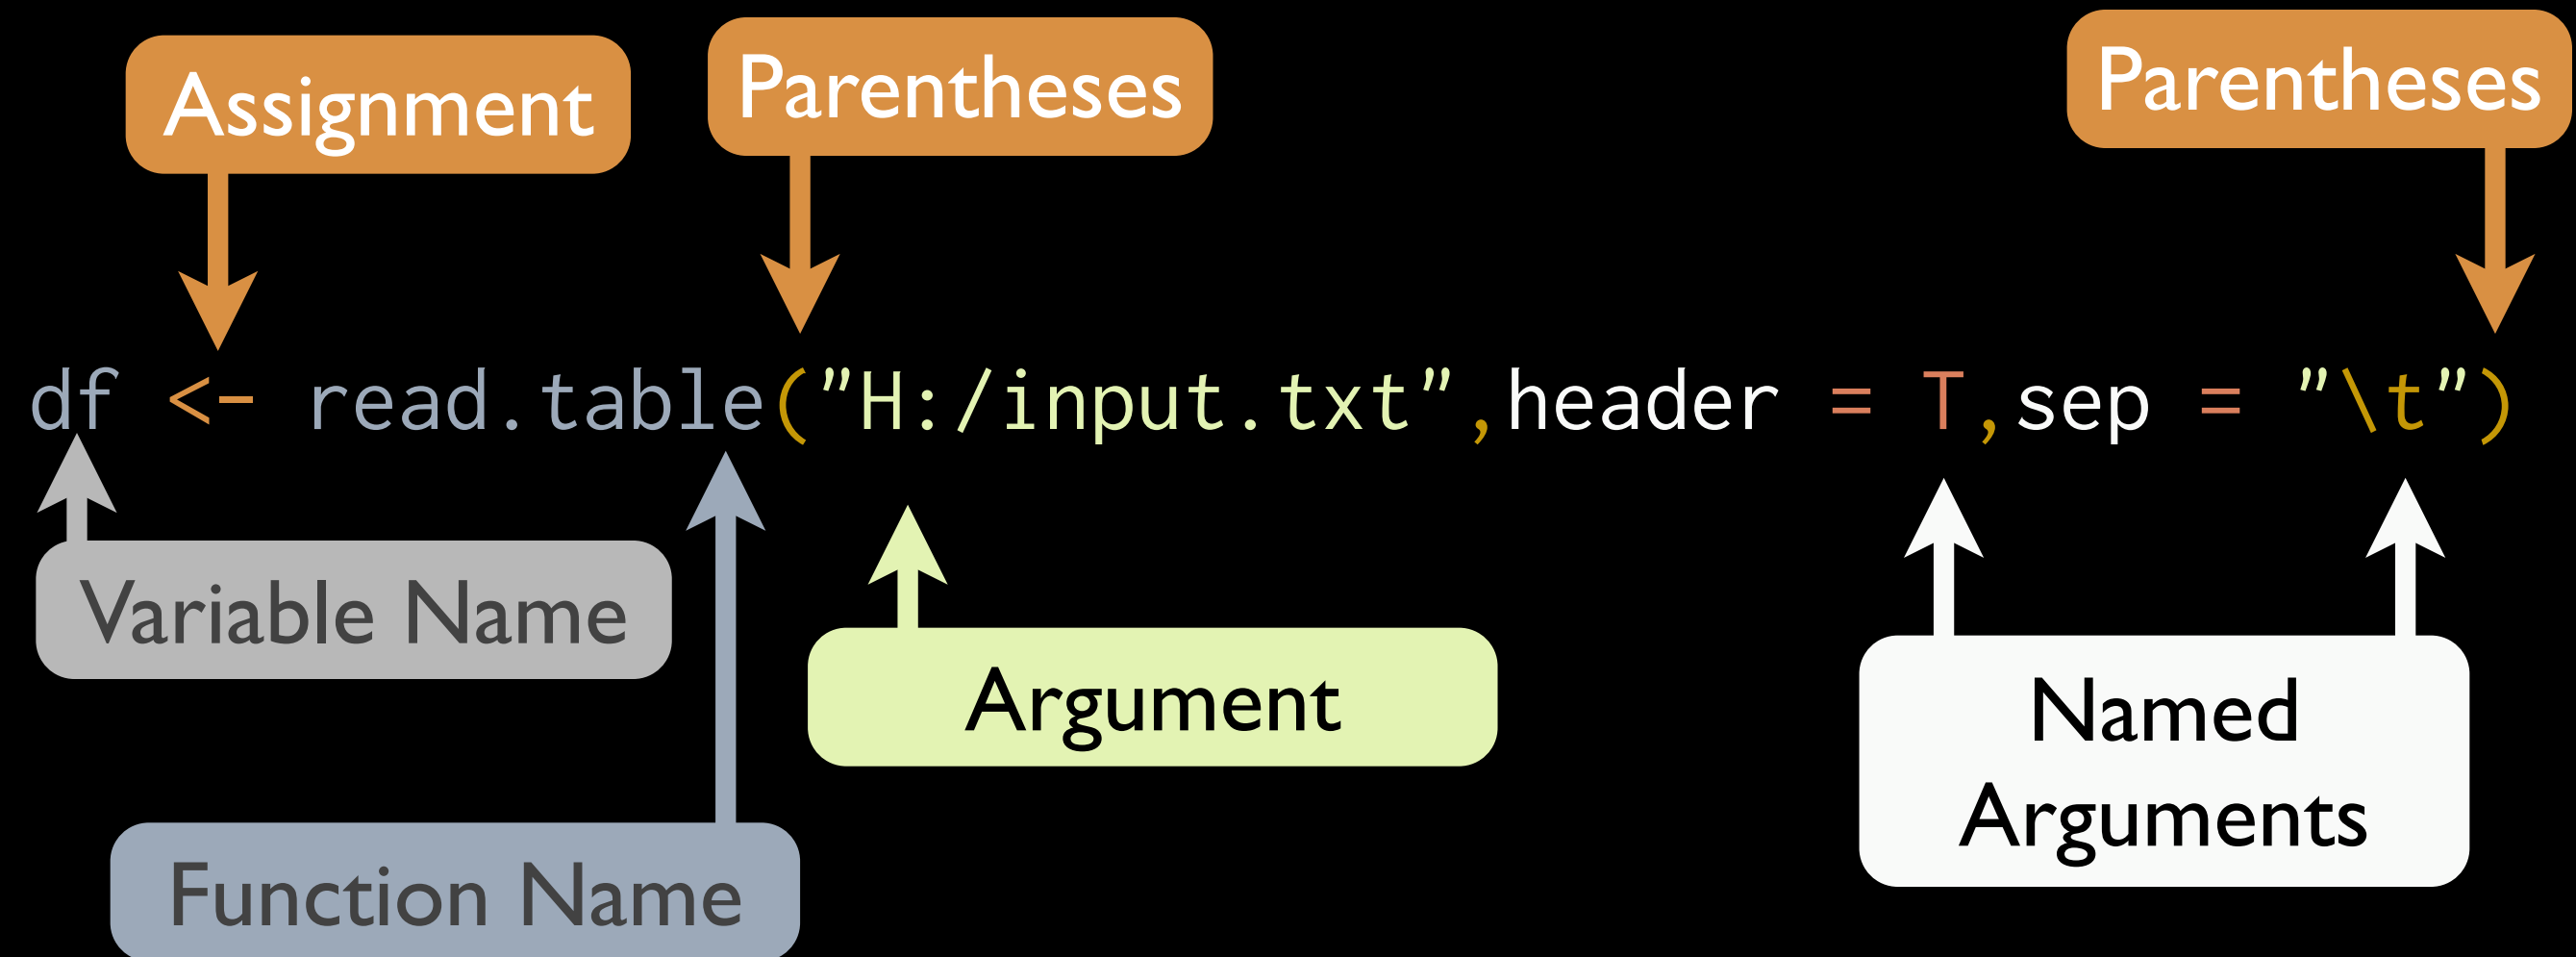 Assignment
Parentheses
Parentheses
df <- read.table("H:/input.txt",header = T,sep = "\t")
Variable Name
Argument
Named
Arguments
Function Name